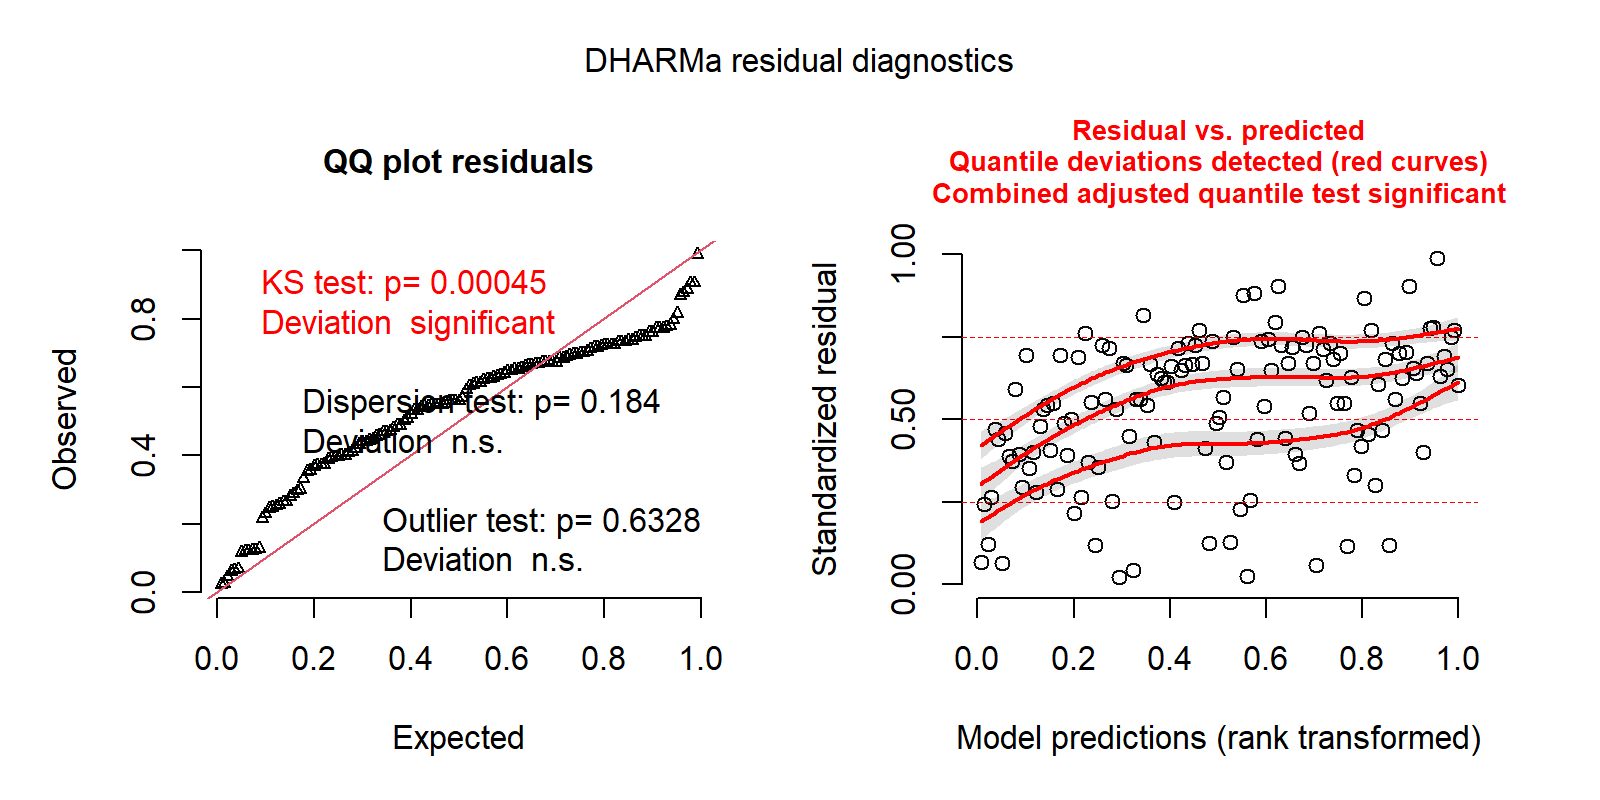 DHARMa residual diagnostics
QQ plot residuals
KS test: p= 0.00045
Deviation  significant
Dispersion test: p= 0.184
Deviation  n.s.
Outlier test: p= 0.6328
Deviation  n.s.
Observed
0.0 0.4 0.8
0.0 0.2 0.4 0.6 0.8 1.0
Expected
Residual vs. predicted
Quantile deviations detected (red curves)
Combined adjusted quantile test significant
Standardized residual
0.00 0.50 1.00
0.0 0.2 0.4 0.6 0.8 1.0
Model predictions (rank transformed)